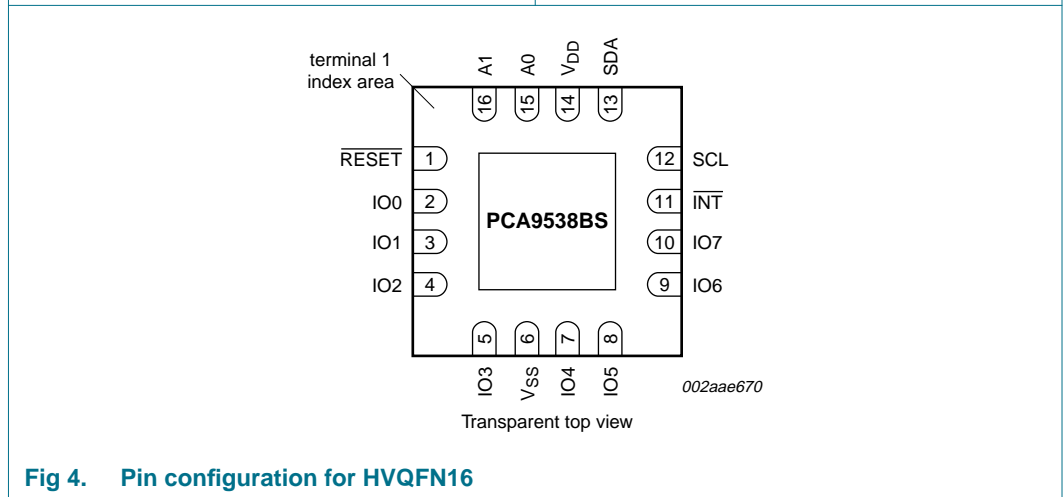 terminal 1
index area
A1
A0
VDD
SDA
16
15
14
13
RESET 1
12 SCL
IO0 2
11 INT
PCA9538BS
IO1 3
10 IO7
IO2 4
9 IO6
5
6
7
8
IO3
VSS
IO4
IO5
002aae670
Transparent top view
Fig 4. Pin configuration for HVQFN16